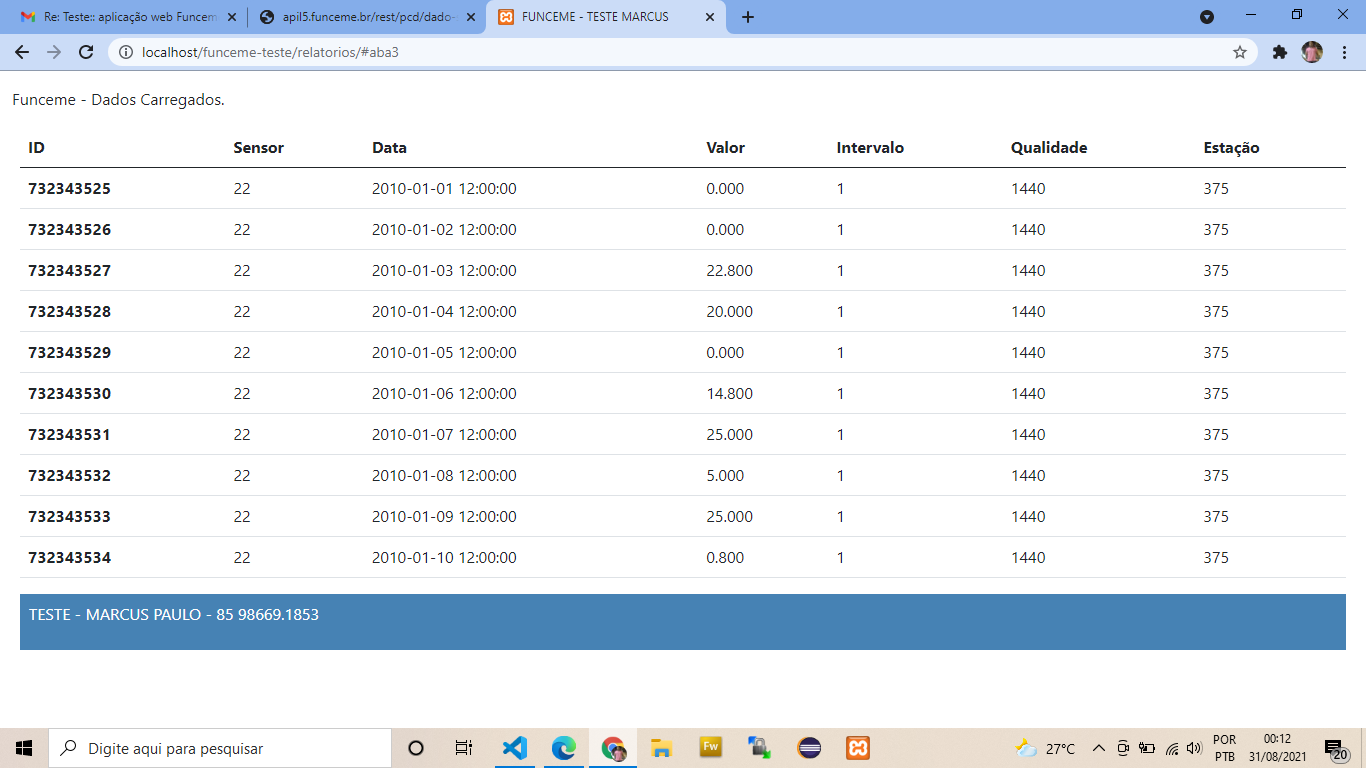 Re: Teste:: aplicação web Funcem
apil5.funceme.br/rest/pcd/dado-
FUNCEME - TESTE MARCUS
localhost/funceme-teste/relatorios/#aba3
Funceme - Dados Carregados.
ID Sensor Data Valor Intervalo Qualidade Estação
732343525 22 2010-01-01 12:00:00 0.000 1 1440 375
732343526 22 2010-01-02 12:00:00 0.000 1 1440 375
732343527 22 2010-01-03 12:00:00 22.800 1 1440 375
732343528 22 2010-01-04 12:00:00 20.000 1 1440 375
732343529 22 2010-01-05 12:00:00 0.000 1 1440 375
732343530 22 2010-01-06 12:00:00 14.800 1 1440 375
732343531 22 2010-01-07 12:00:00 25.000 1 1440 375
732343532 22 2010-01-08 12:00:00 5.000 1 1440 375
732343533 22 2010-01-09 12:00:00 25.000 1 1440 375
732343534 22 2010-01-10 12:00:00 0.800 1 1440 375
TESTE - MARCUS PAULO - 85 98669.1853
Digite aqui para pesquisar
Fw
27°C
POR
PTB
00:12
31/08/2021
20